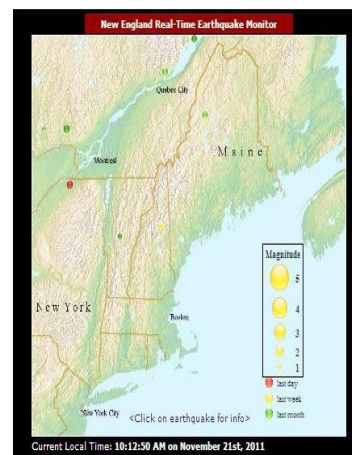 New England Real-Time Earthquake Monitor
Quebec City
Montreal
Maine
Magnitude
5
4
3
2
1
New York
Boston
last day
last week
last month
New York City
<Click on earthquake for info>
Current Local Time: 10:12:50 AM on November 21st, 2011